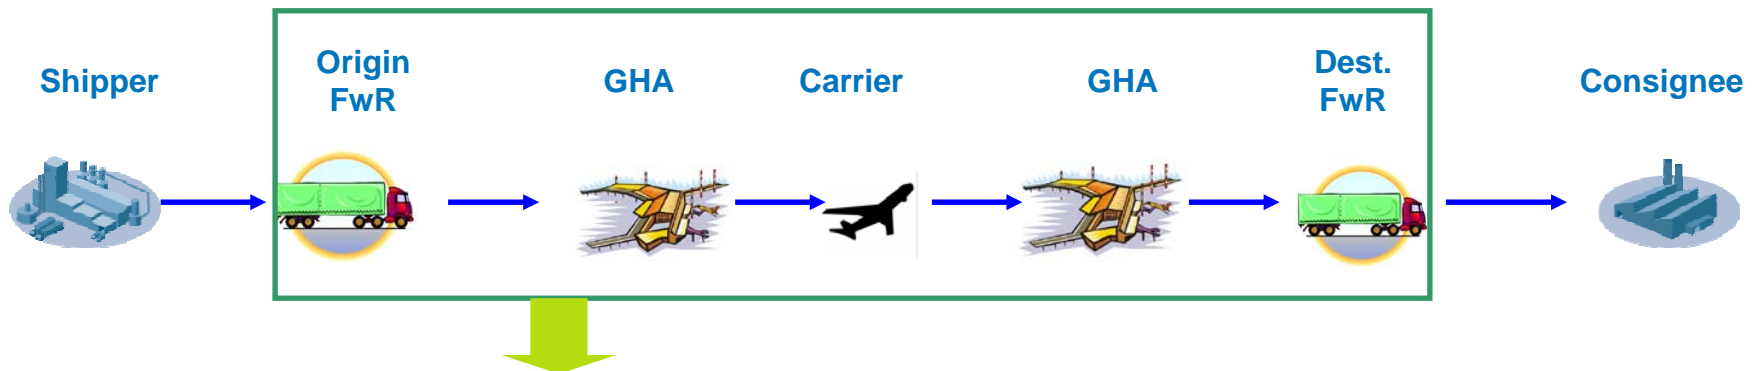 Shipper
Origin
FwR
GHA
Carrier
GHA
Dest.
FwR
Consignee